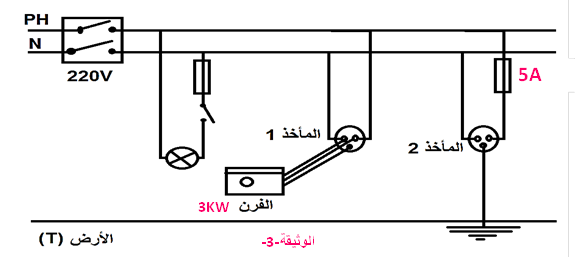 PH
N
220V
5A
المأخذ 1
المأخذ 2
الفرن 3KW
الأرض (T)
الوثيقة-3-